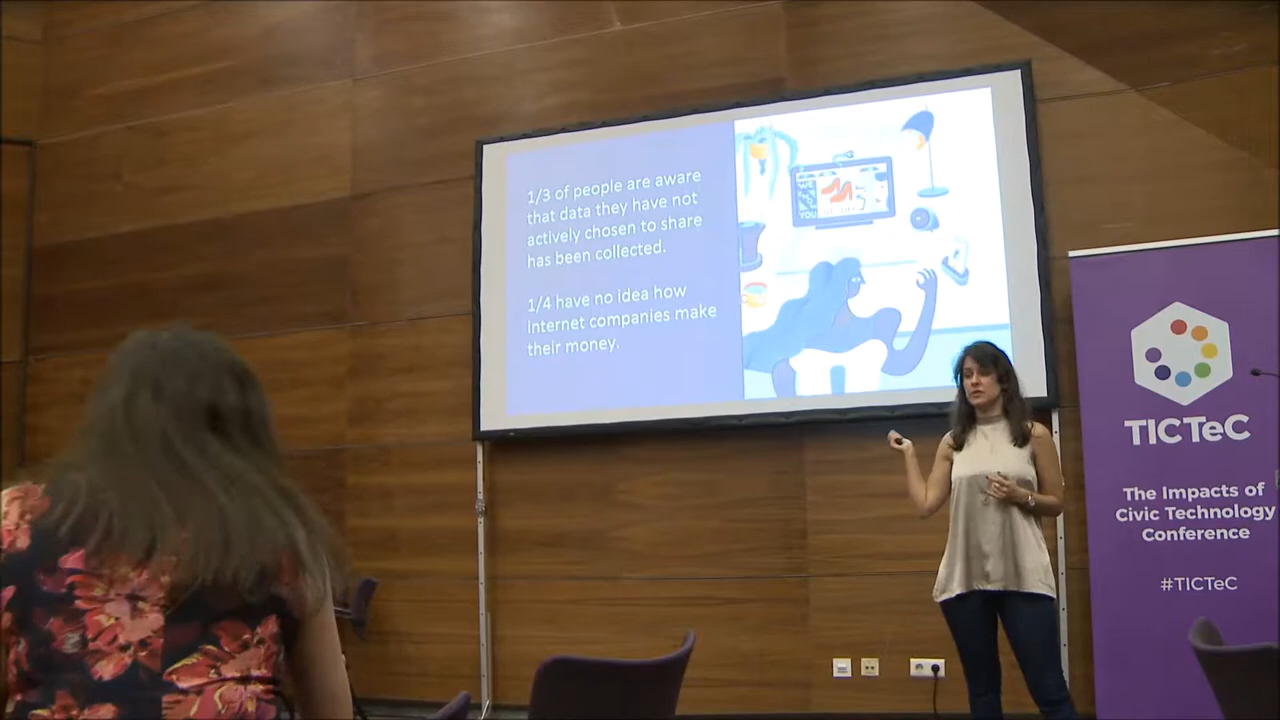 1/3 of people are aware
that data they have not
actively chosen to share
has been collected.
1/4 have no idea how
internet companies make
their money.
TICTeC
The Impacts of
Civic Technology
Conference
#TICTeC